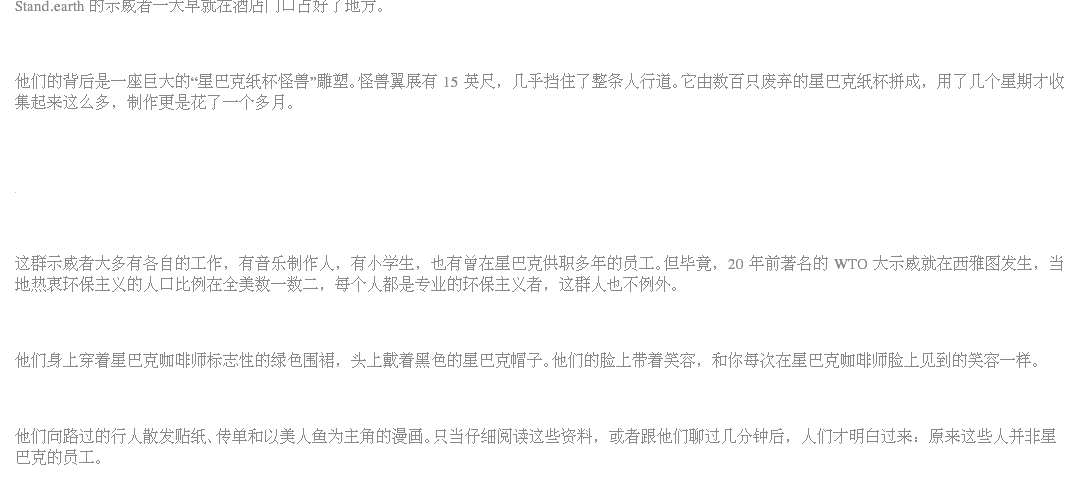 Stand.earth 的示威者一大早就在酒店门口占好了地方。
他们的背后是一座巨大的“星巴克纸杯怪兽”雕塑。怪兽翼展有 15 英尺，几乎挡住了整条人行道。它由数百只废弃的星巴克纸杯拼成，用了几个星期才收
集起来这么多，制作更是花了一个多月。
这群示威者大多有各自的工作，有音乐制作人，有小学生，也有曾在星巴克供职多年的员工。但毕竟，20 年前著名的 WTO 大示威就在西雅图发生，当
地热衷环保主义的人口比例在全美数一数二，每个人都是专业的环保主义者，这群人也不例外。
他们身上穿着星巴克咖啡师标志性的绿色围裙，头上戴着黑色的星巴克帽子。他们的脸上带着笑容，和你每次在星巴克咖啡师脸上见到的笑容一样。
他们向路过的行人散发贴纸、传单和以美人鱼为主角的漫画。只当仔细阅读这些资料，或者跟他们聊过几分钟后，人们才明白过来：原来这些人并非星
巴克的员工。